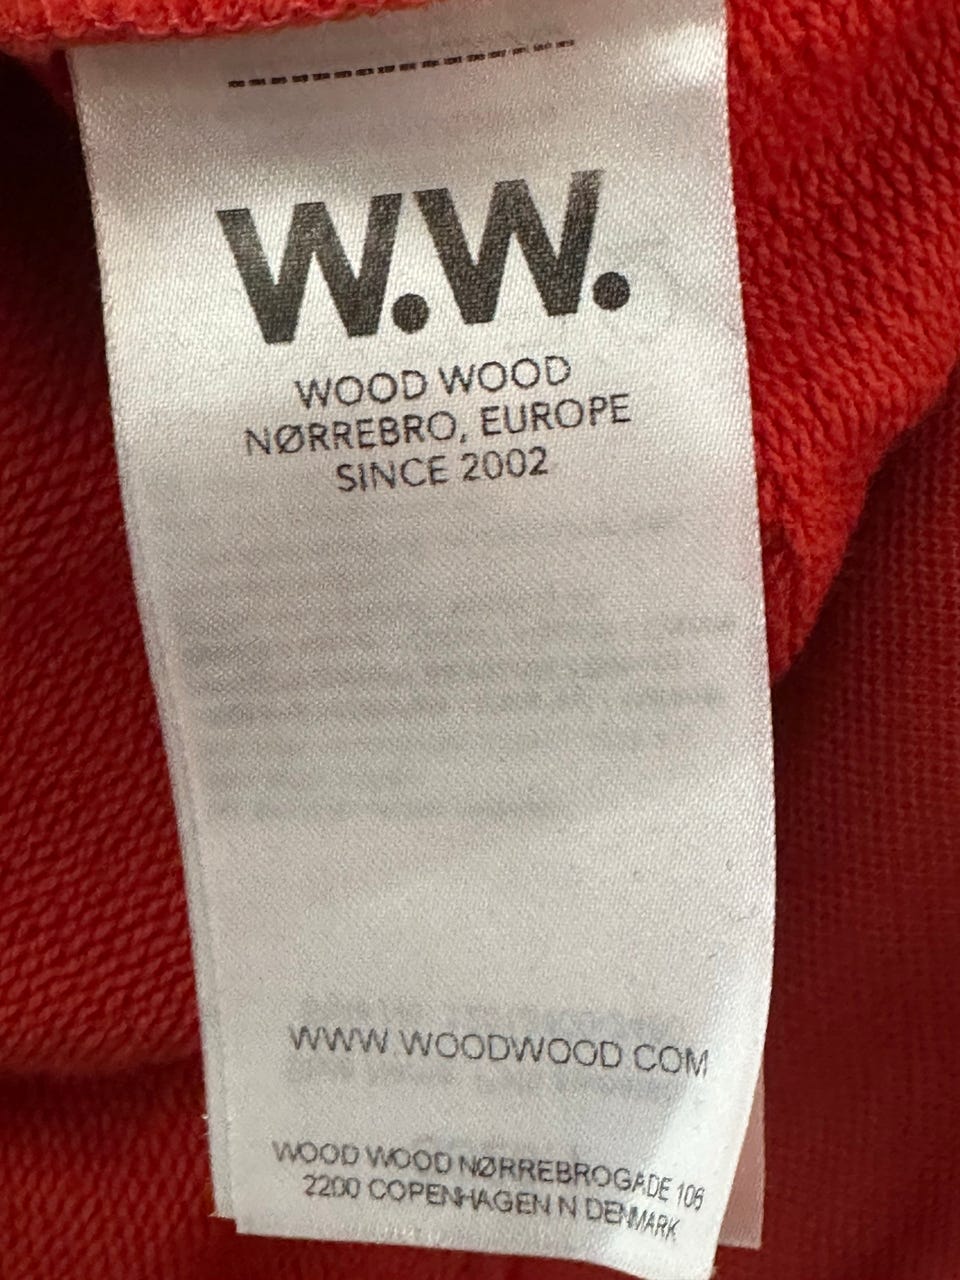 W.W.
WOOD WOOD
NØRREBRO, EUROPE
SINCE 2002
WWW.WOODWOOD.COM
WOOD WOOD NØRREBROGADE 106
2200 COPENHAGEN N DENMARK